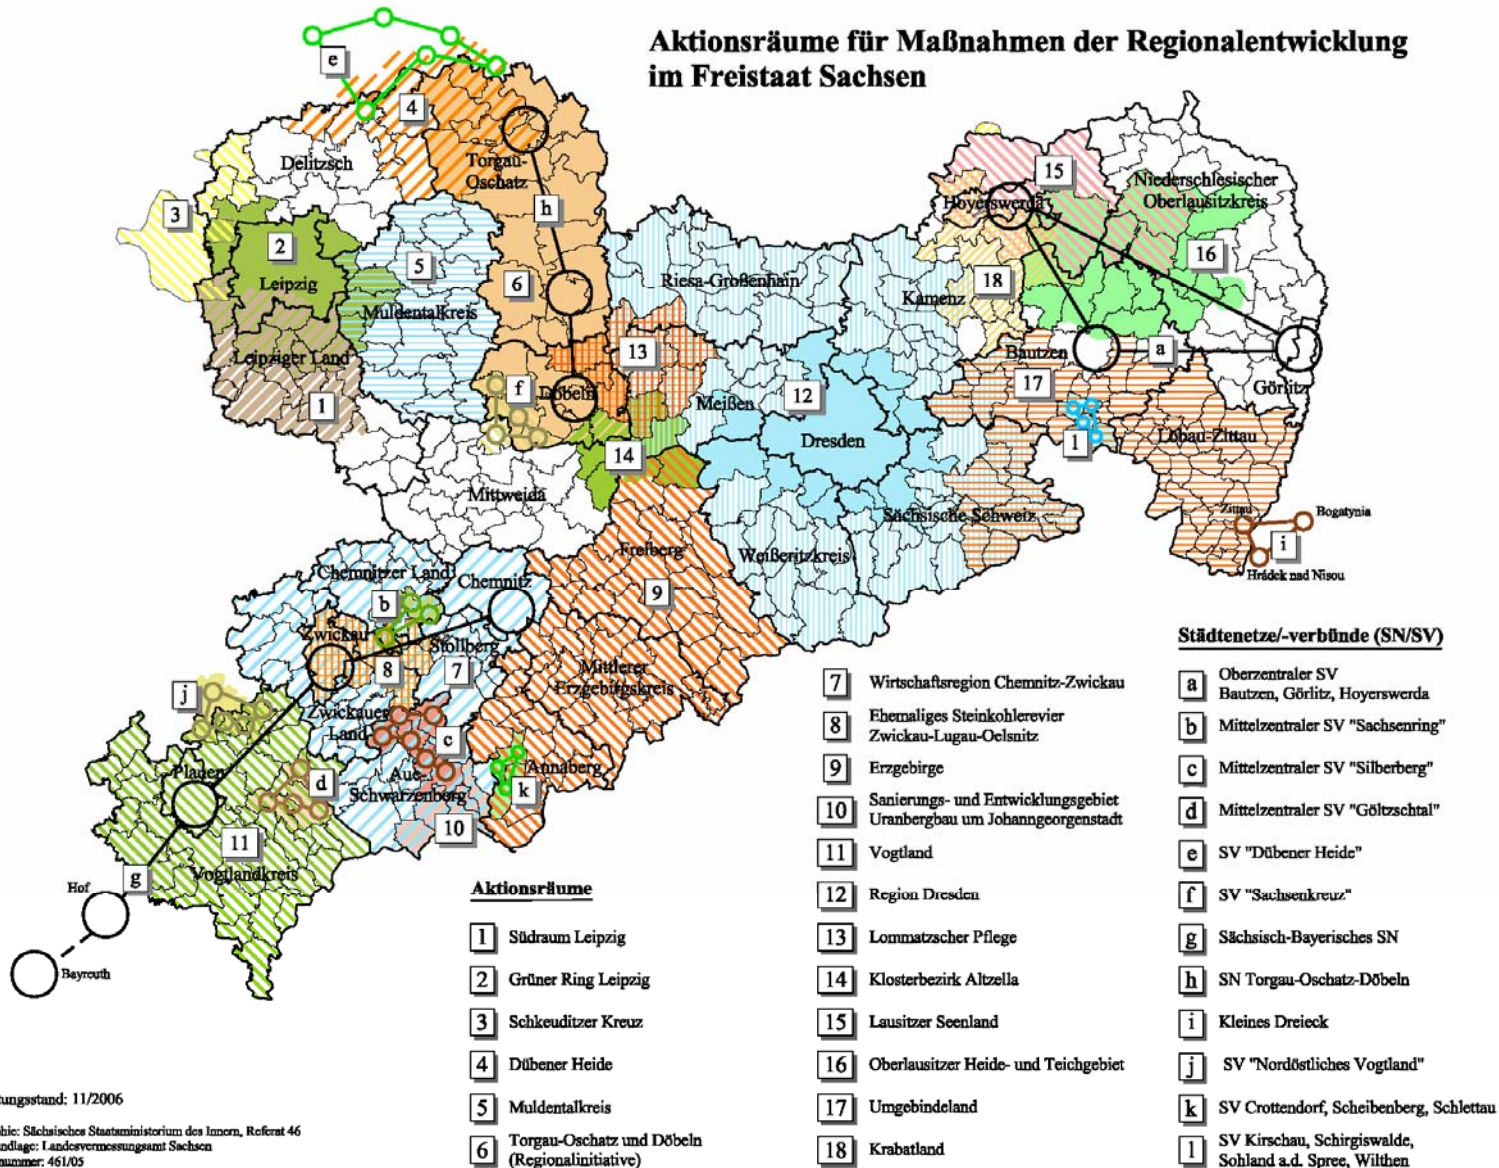 Aktionsräume für Maßnahmen der Regionalentwicklung
im Freistaat Sachsen
e
4
Delitzsch
Torgau-
Oschatz
h
3
2
Leipzig
5
Muldentalkreis
6
Leipziger Land
1
f
Döbeln
13
14
Mittweida
Riesa-Großenhain
Meißen
12
Dresden
Kamenz
Hoyerswerda
15
Niederschlesischer
Oberlausitzkreis
16
18
Bautzen
a
Görlitz
17
l
Löbau-Zittau
Sächsische Schweiz
Weißeritzkreis
Zittau
Bogatynia
i
Hrádek nad Nisou
Freiberg
9
Chemnitzer Land
Chemnitz
b
Zwickau
Stollberg
8
7
Mittlerer
Erzgebirgskreis
j
Zwickauer
Land
c
Annaberg
k
Aue-
Schwarzenberg
10
Plauen
d
11
Vogtlandkreis
g
Hof
Bayreuth
Aktionsräume
1 Südraum Leipzig
2 Grüner Ring Leipzig
3 Schkeuditzer Kreuz
4 Dübener Heide
5 Muldentalkreis
6 Torgau-Oschatz und Döbeln
(Regionalinitiative)
7 Wirtschaftsregion Chemnitz-Zwickau
8 Ehemaliges Steinkohlerevier
Zwickau-Lugau-Oelsnitz
9 Erzgebirge
10 Sanierungs- und Entwicklungsgebiet
Uranbergbau um Johanngeorgenstadt
11 Vogtland
12 Region Dresden
13 Lommatzscher Pflege
14 Klosterbezirk Altzella
15 Lausitzer Seenland
16 Oberlausitzer Heide- und Teichgebiet
17 Umgebindeland
18 Krabatland
Städtenetze/-verbünde (SN/SV)
a Oberzentraler SV
Bautzen, Görlitz, Hoyerswerda
b Mittelzentraler SV "Sachsenring"
c Mittelzentraler SV "Silberberg"
d Mittelzentraler SV "Göltzschtal"
e SV "Dübener Heide"
f SV "Sachsenkreuz"
g Sächsisch-Bayerisches SN
h SN Torgau-Oschatz-Döbeln
i Kleines Dreieck
j SV "Nordöstliches Vogtland"
k SV Crottendorf, Scheibenberg, Schlettau
l SV Kirschau, Schirgiswalde,
Sohland a.d. Spree, Wilthen
tungsstand: 11/2006
hie: Sächsisches Staatsministerium des Innern, Referat 46
ndlage: Landesvermessungsamt Sachsen
nummer: 461/05